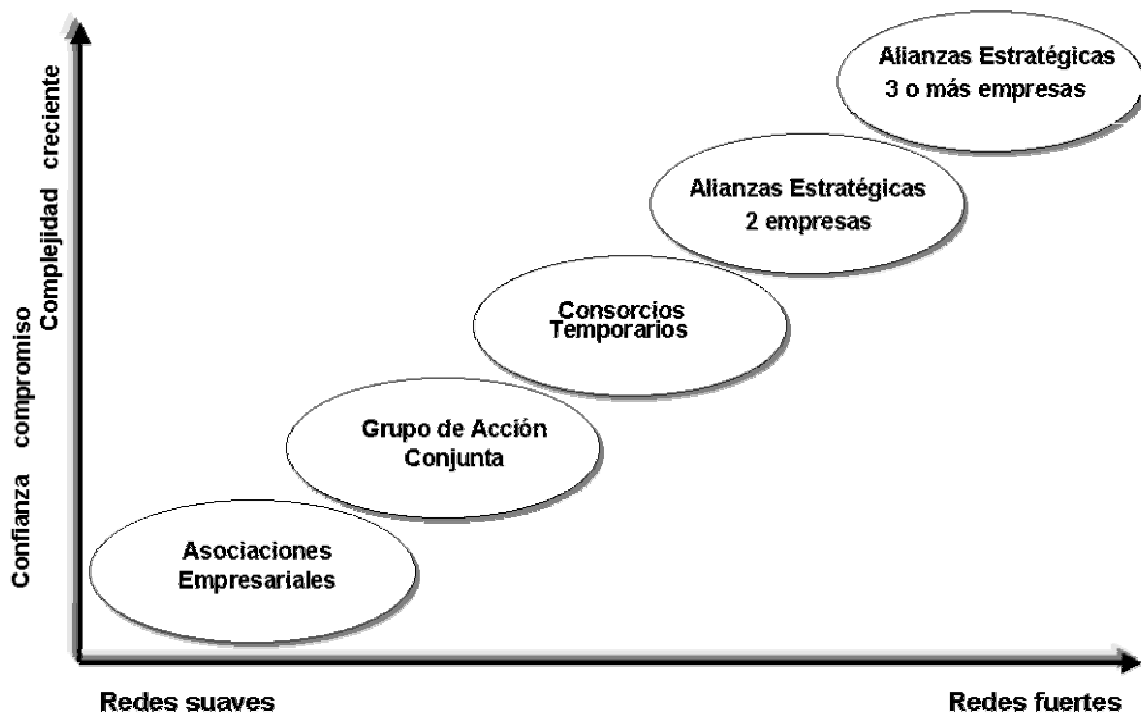 Alianzas Estratégicas
3 o más empresas
Alianzas Estratégicas
2 empresas
Consorcios
Temporarios
Grupo de Acción
Conjunta
Asociaciones
Empresariales
Confianza compromiso
Complejidad creciente
Redes suaves
Redes fuertes